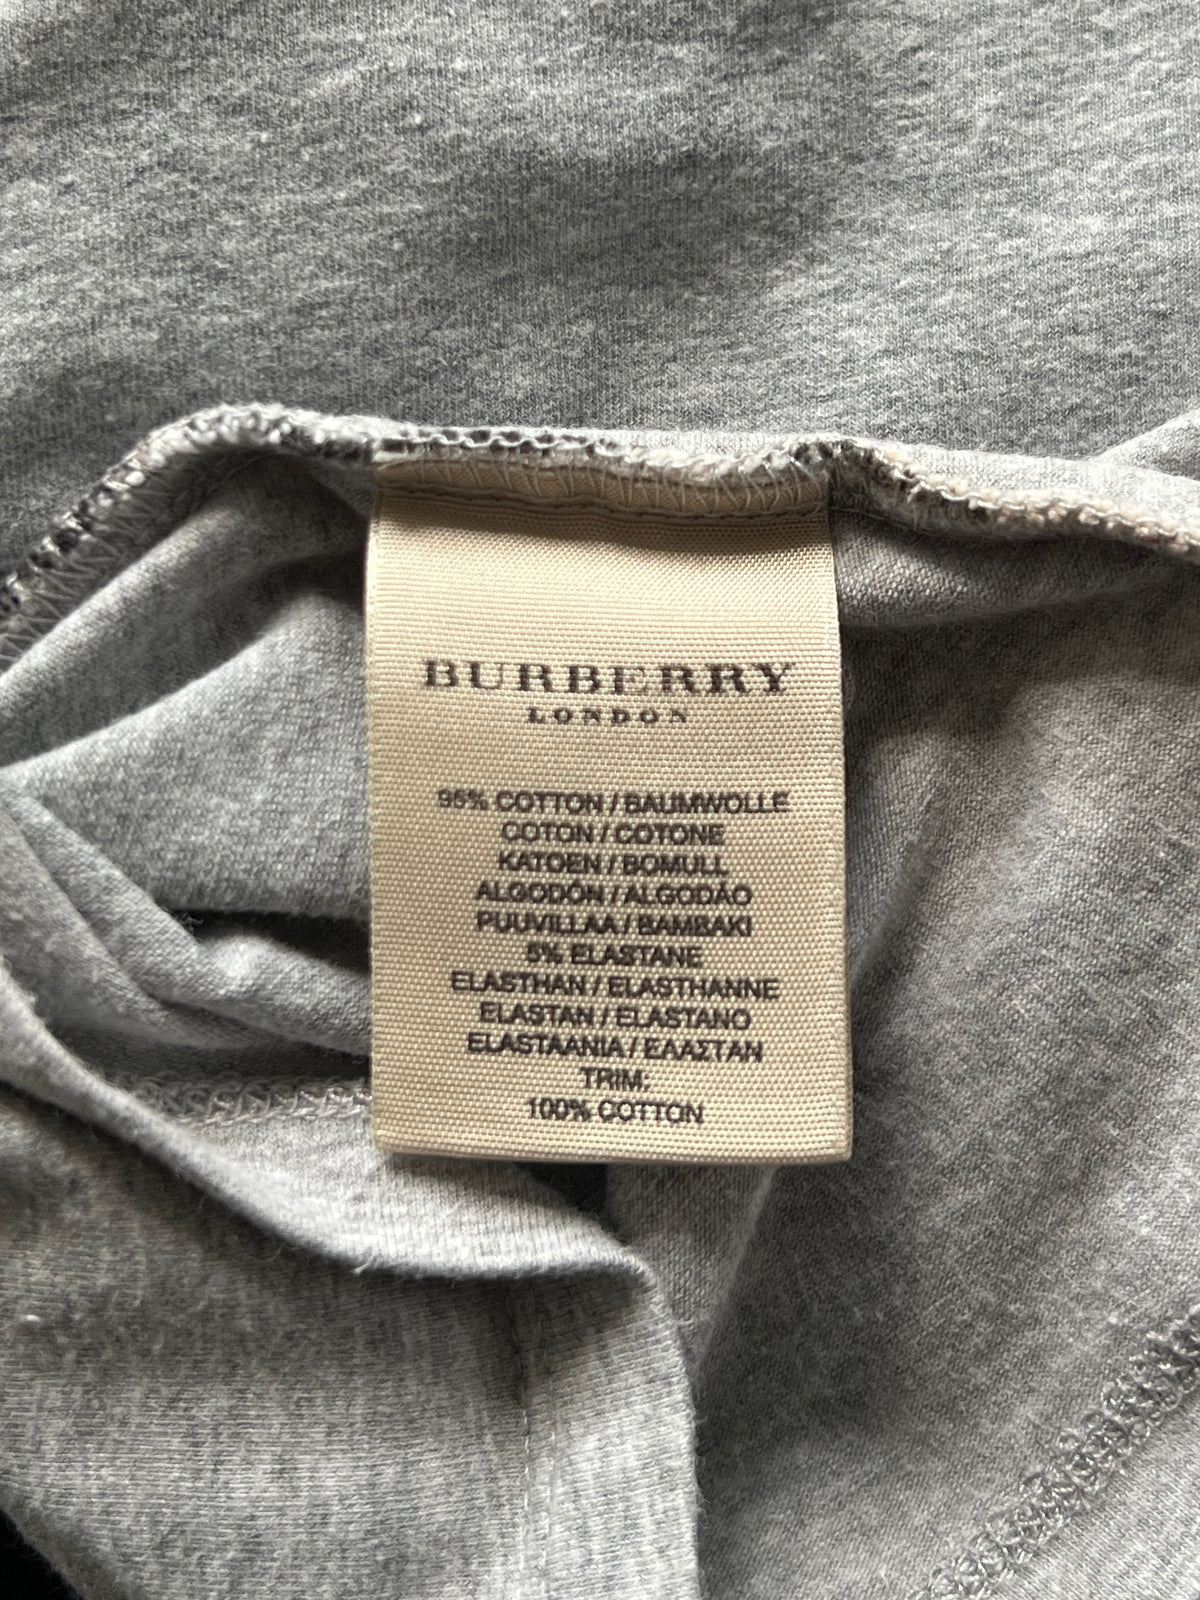 BURBERRY
LONDON
95% COTTON / BAUMWOLLE
COTON / COTONE
KATOEN / BOMULL
ALGODÓN / ALGODÃO
PUUVILLAA / BAMBAKI
5% ELASTANE
ELASTHAN / ELASTHANNE
ELASTAN / ELASTANO
ELASTAANIA / ΕΛΑΣΤΑΝ
TRIM:
100% COTTON